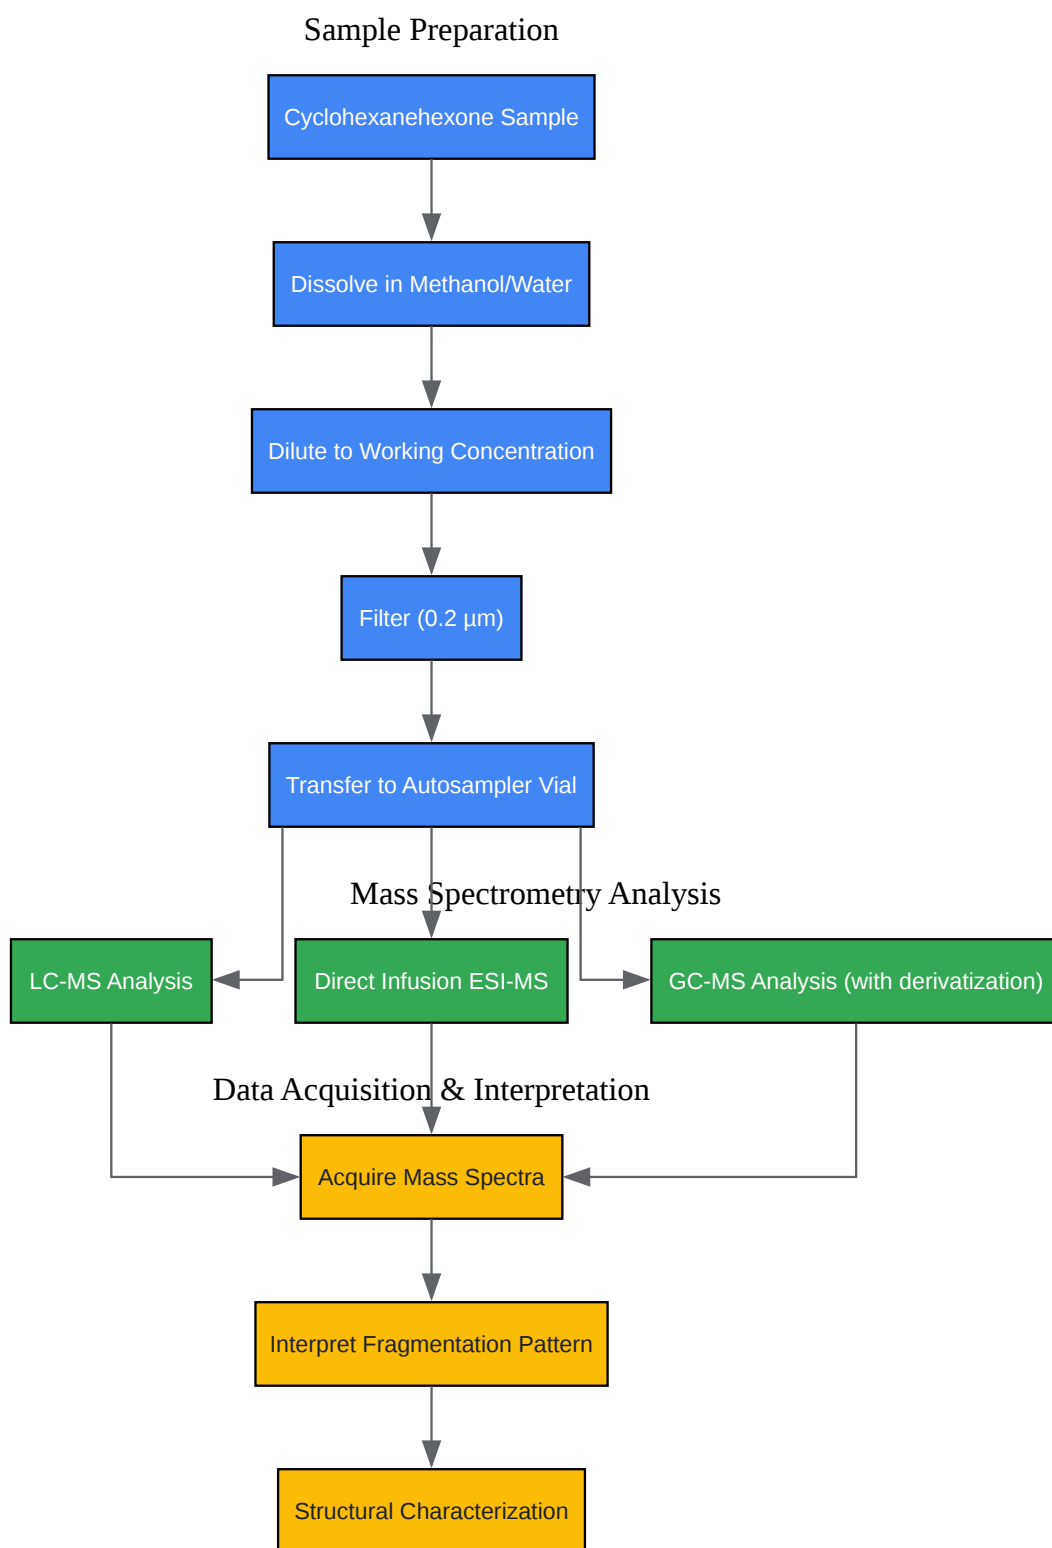 Sample Preparation
Cyclohexanehexone Sample
Dissolve in Methanol/Water
Dilute to Working Concentration
Filter (0.2 µm)
Transfer to Autosampler Vial
Mass Spectrometry Analysis
LC-MS Analysis
Direct Infusion ESI-MS
GC-MS Analysis (with derivatization)
Data Acquisition & Interpretation
Acquire Mass Spectra
Interpret Fragmentation Pattern
Structural Characterization